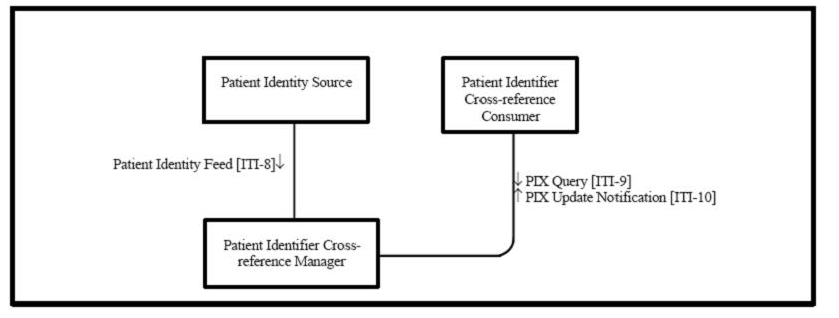 Patient Identity Source
Patient Identifier
Cross-reference
Consumer
Patient Identity Feed [ITI-8]↓
↓ PIX Query [ITI-9]
↑ PIX Update Notification [ITI-10]
Patient Identifier Cross-
reference Manager